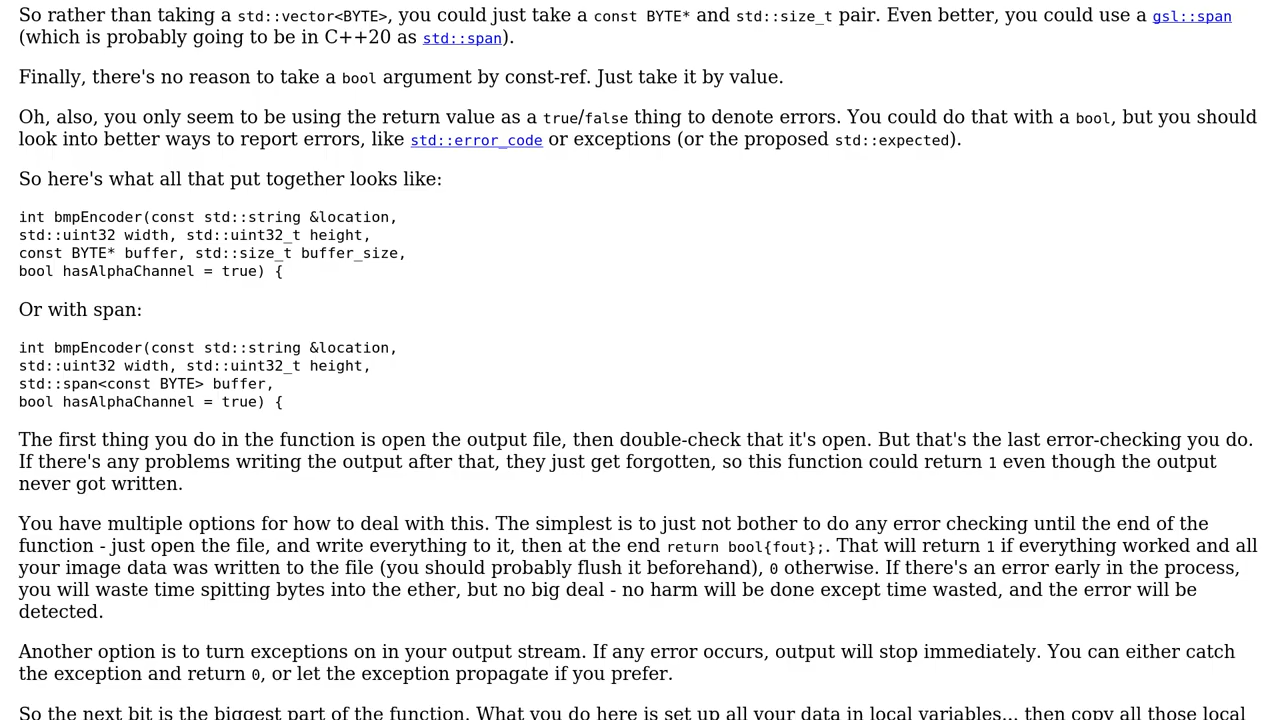 So rather than taking a std::vector<BYTE>, you could just take a const BYTE* and std::size_t pair. Even better, you could use a gsl::span
(which is probably going to be in C++20 as std::span).
Finally, there's no reason to take a bool argument by const-ref. Just take it by value.
Oh, also, you only seem to be using the return value as a true/false thing to denote errors. You could do that with a bool, but you should
look into better ways to report errors, like std::error_code or exceptions (or the proposed std::expected).
So here's what all that put together looks like:
int bmpEncoder(const std::string &location,
std::uint32 width, std::uint32_t height,
const BYTE* buffer, std::size_t buffer_size,
bool hasAlphaChannel = true) {
Or with span:
int bmpEncoder(const std::string &location,
std::uint32 width, std::uint32_t height,
std::span<const BYTE> buffer,
bool hasAlphaChannel = true) {
The first thing you do in the function is open the output file, then double-check that it's open. But that's the last error-checking you do.
If there's any problems writing the output after that, they just get forgotten, so this function could return 1 even though the output
never got written.
You have multiple options for how to deal with this. The simplest is to just not bother to do any error checking until the end of the
function - just open the file, and write everything to it, then at the end return bool{fout};. That will return 1 if everything worked and all
your image data was written to the file (you should probably flush it beforehand), 0 otherwise. If there's an error early in the process,
you will waste time spitting bytes into the ether, but no big deal - no harm will be done except time wasted, and the error will be
detected.
Another option is to turn exceptions on in your output stream. If any error occurs, output will stop immediately. You can either catch
the exception and return 0, or let the exception propagate if you prefer.
So the next bit is the biggest part of the function. What you do here is set up all your data in local variables... then copy all those local